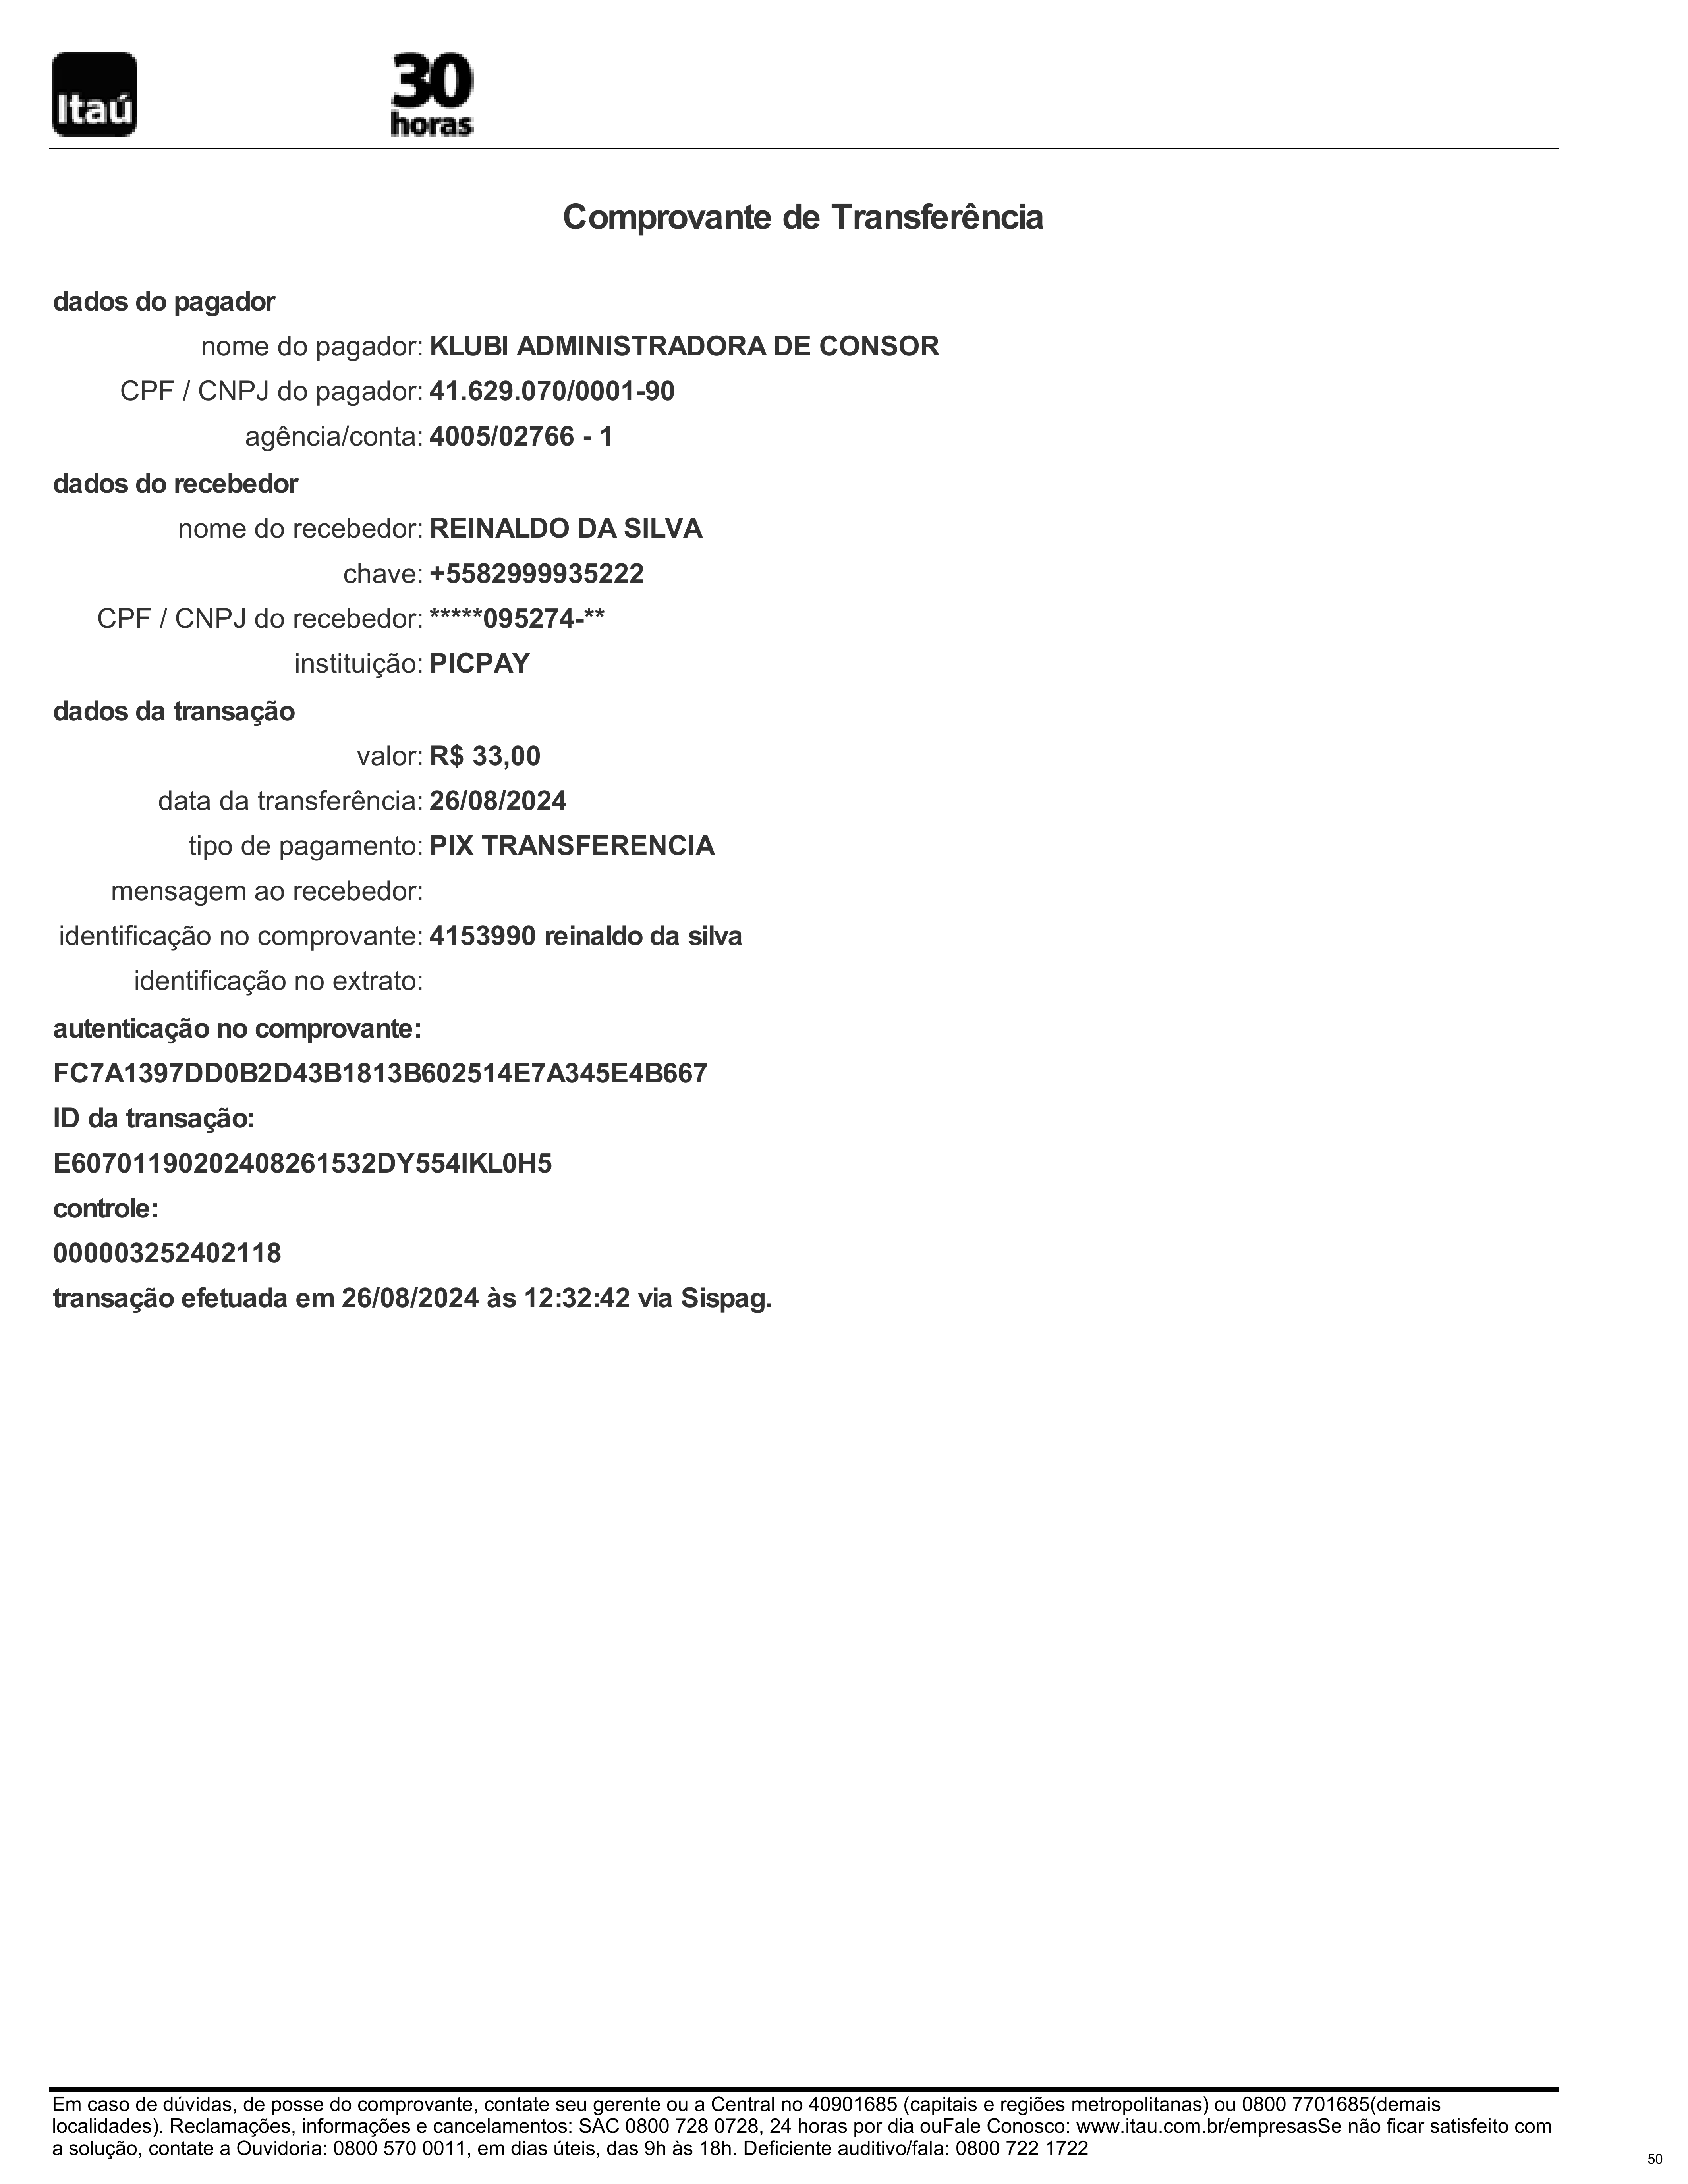 Itaú
30
horas
Comprovante de Transferência
dados do pagador
nome do pagador: KLUBI ADMINISTRADORA DE CONSOR
CPF / CNPJ do pagador: 41.629.070/0001-90
agência/conta: 4005/02766 - 1
dados do recebedor
nome do recebedor: REINALDO DA SILVA
chave: +5582999935222
CPF / CNPJ do recebedor: *****095274-**
instituição: PICPAY
dados da transação
valor: R$ 33,00
data da transferência: 26/08/2024
tipo de pagamento: PIX TRANSFERENCIA
mensagem ao recebedor:
identificação no comprovante: 4153990 reinaldo da silva
identificação no extrato:
autenticação no comprovante:
FC7A1397DD0B2D43B1813B602514E7A345E4B667
ID da transação:
E60701190202408261532DY554IKL0H5
controle:
000003252402118
transação efetuada em 26/08/2024 às 12:32:42 via Sispag.
Em caso de dúvidas, de posse do comprovante, contate seu gerente ou a Central no 40901685 (capitais e regiões metropolitanas) ou 0800 7701685(demais
localidades). Reclamações, informações e cancelamentos: SAC 0800 728 0728, 24 horas por dia ouFale Conosco: www.itau.com.br/empresasSe não ficar satisfeito com
a solução, contate a Ouvidoria: 0800 570 0011, em dias úteis, das 9h às 18h. Deficiente auditivo/fala: 0800 722 1722
50